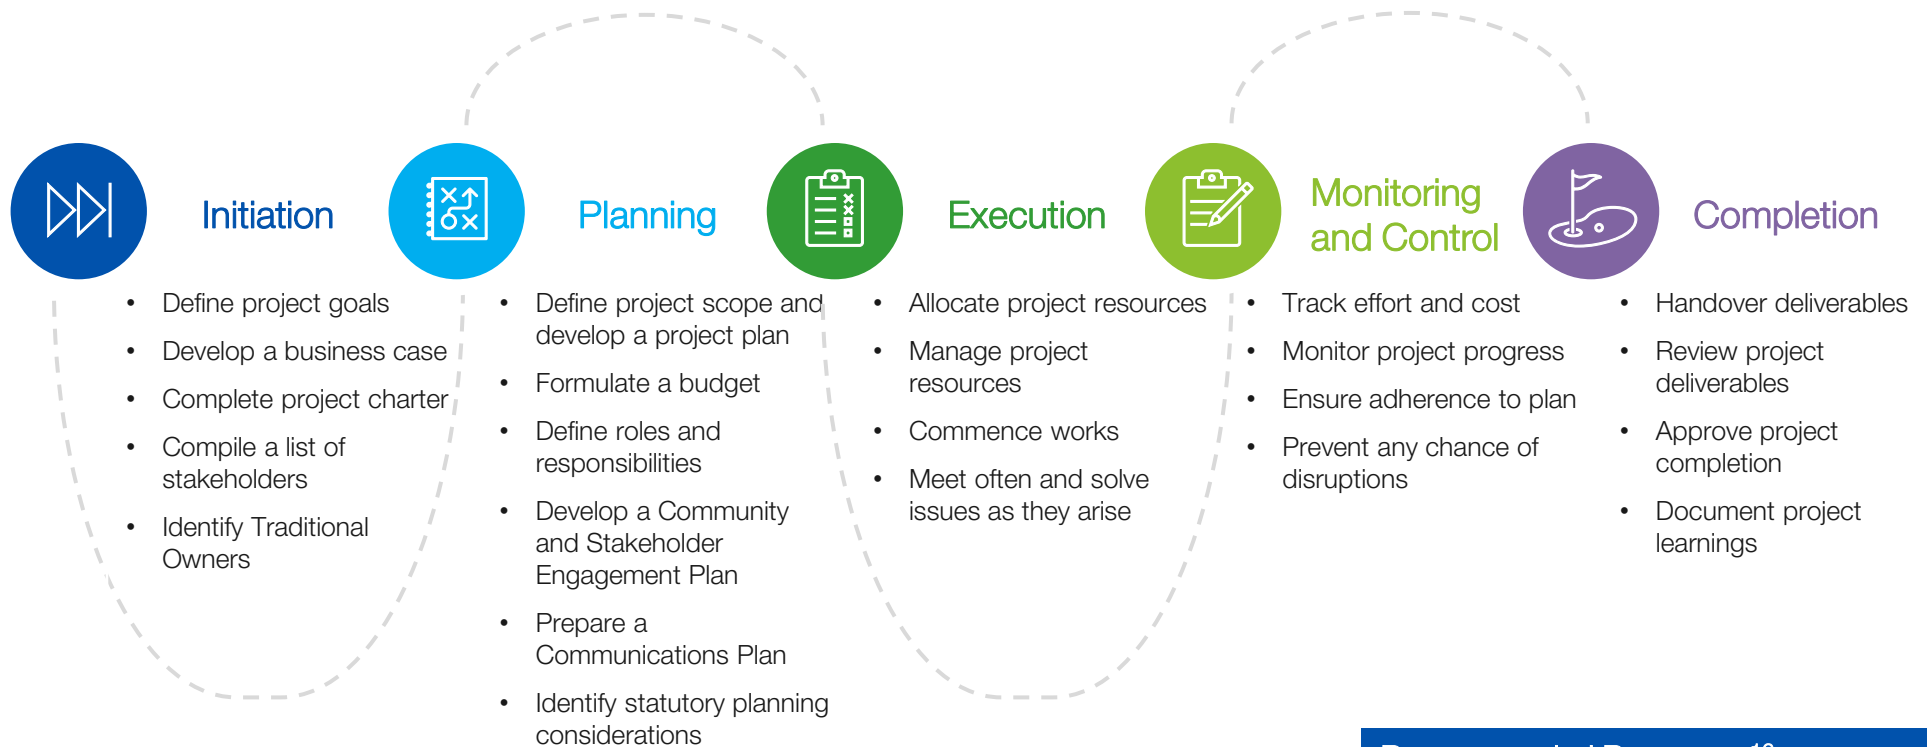 Initiation
• Define project goals
• Develop a business case
• Complete project charter
• Compile a list of
stakeholders
• Identify Traditional
Owners
Planning
• Define project scope and
develop a project plan
• Formulate a budget
• Define roles and
responsibilities
• Develop a Community
and Stakeholder
Engagement Plan
• Prepare a
Communications Plan
• Identify statutory planning
considerations
Execution
• Allocate project resources
• Manage project
resources
• Commence works
• Meet often and solve
issues as they arise
Monitoring
and Control
• Track effort and cost
• Monitor project progress
• Ensure adherence to plan
• Prevent any chance of
disruptions
Completion
• Handover deliverables
• Review project
deliverables
• Approve project
completion
• Document project
learnings